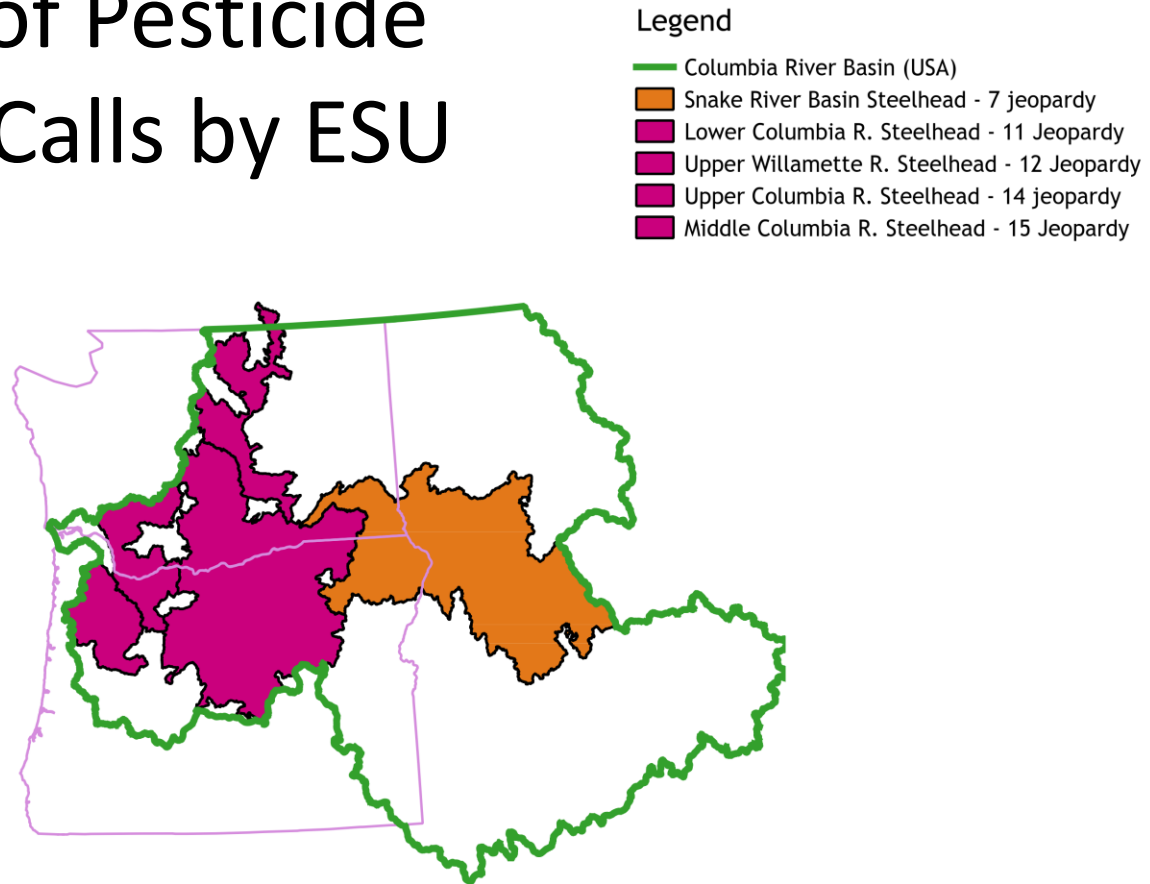 of Pesticide
Calls by ESU
Legend
Columbia River Basin (USA)
Snake River Basin Steelhead - 7 jeopardy
Lower Columbia R. Steelhead - 11 Jeopardy
Upper Willamette R. Steelhead - 12 Jeopardy
Upper Columbia R. Steelhead - 14 jeopardy
Middle Columbia R. Steelhead - 15 Jeopardy